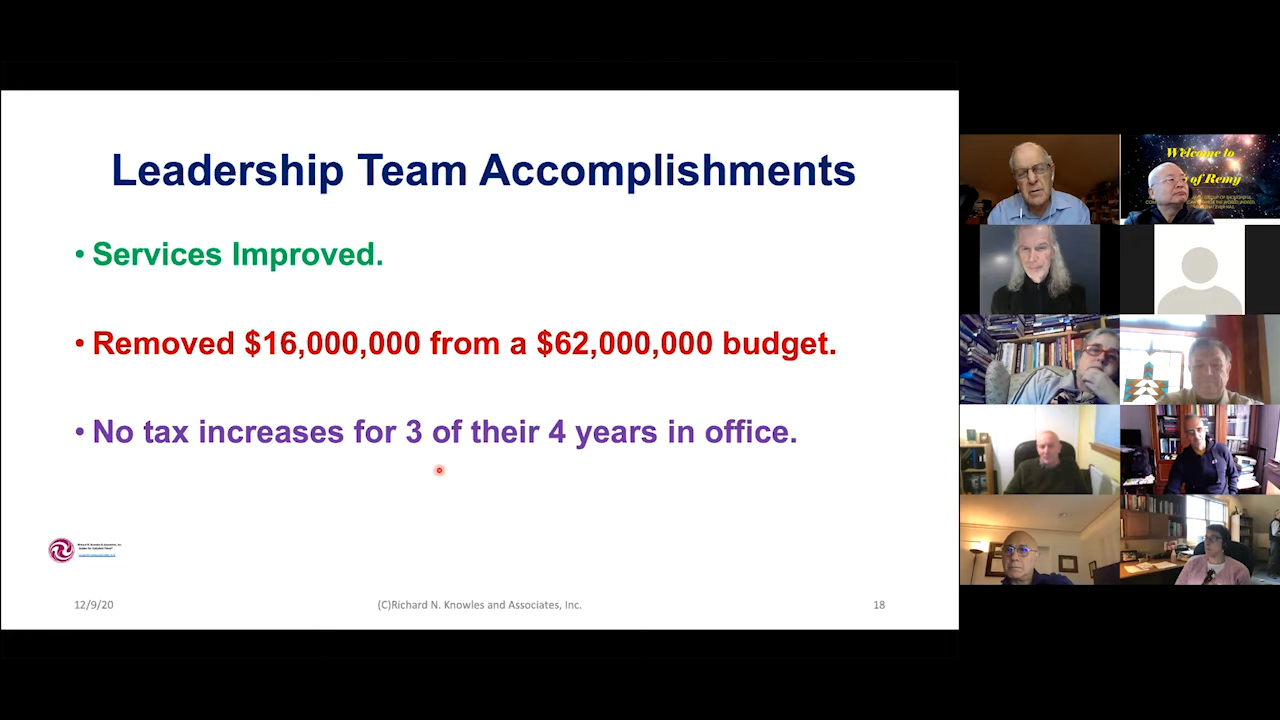 Leadership Team Accomplishments
• Services Improved.
• Removed $16,000,000 from a $62,000,000 budget.
• No tax increases for 3 of their 4 years in office.
12/9/20
(C)Richard N. Knowles and Associates, Inc.
18
Welcome to
of Remy